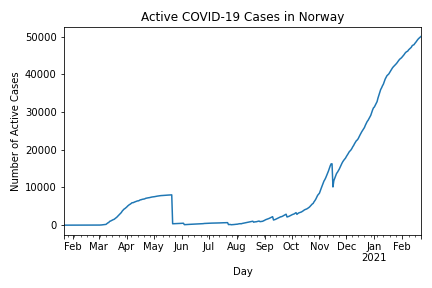 Active COVID-19 Cases in Norway
Number of Active Cases
50000
40000
30000
20000
10000
0
Feb Mar Apr May Jun Jul Aug Sep Oct Nov Dec Jan Feb
2021
Day